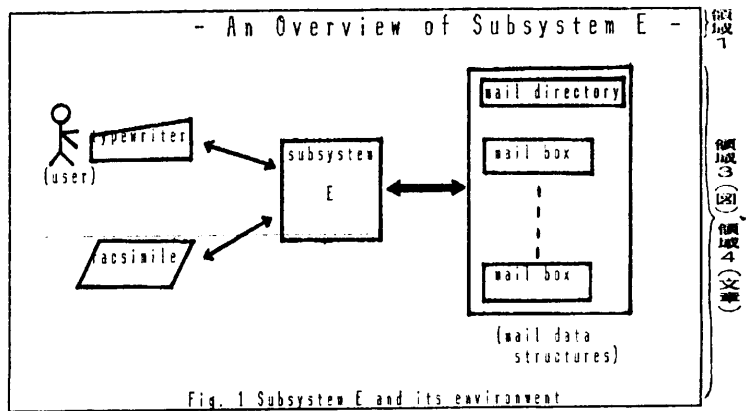 - An Overview of Subsystem E -
領域1
mail directory
typewriter
(user)
subsystem
E
mail box
facsimile
mail box
(mail data
structures)
領域3(図)、
領域4(文章)
Fig. 1 Subsystem E and its environment